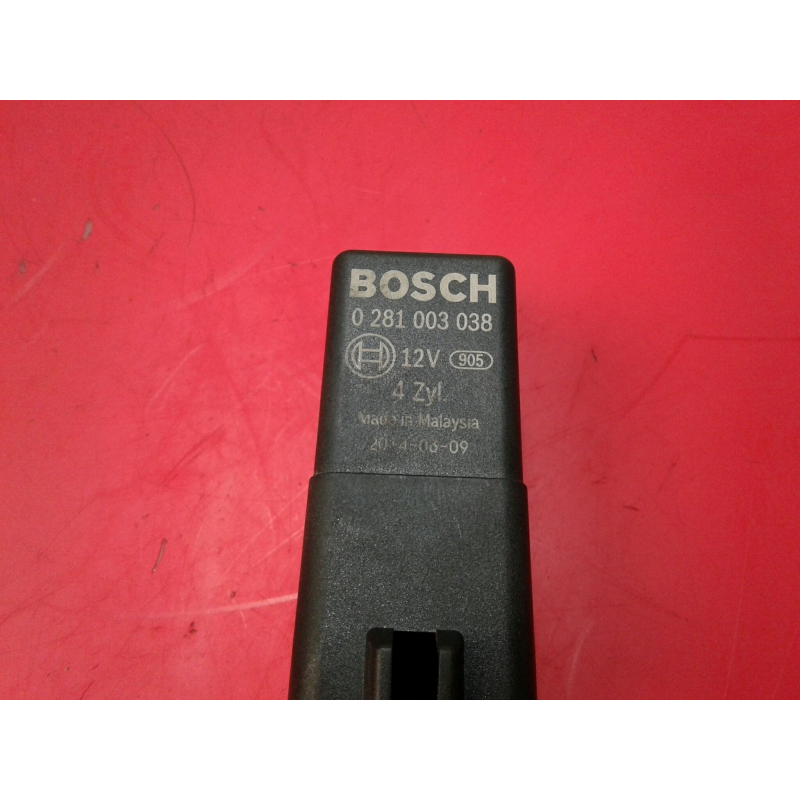 BOSCH
0 281 003 038
12V 905
4 Zyl.
Made in Malaysia